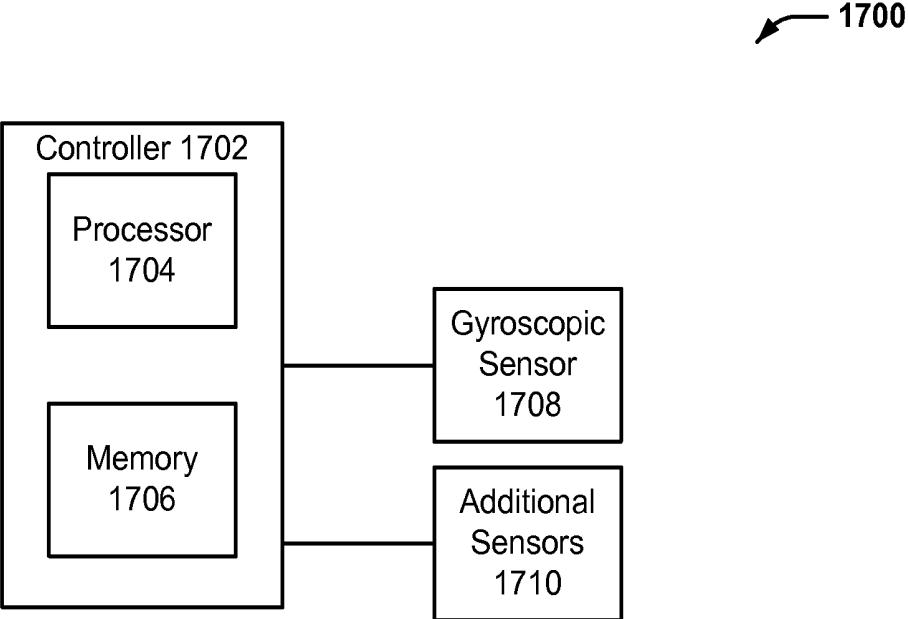 1700
Controller 1702
Processor
1704
Memory
1706
Gyroscopic
Sensor
1708
Additional
Sensors
1710